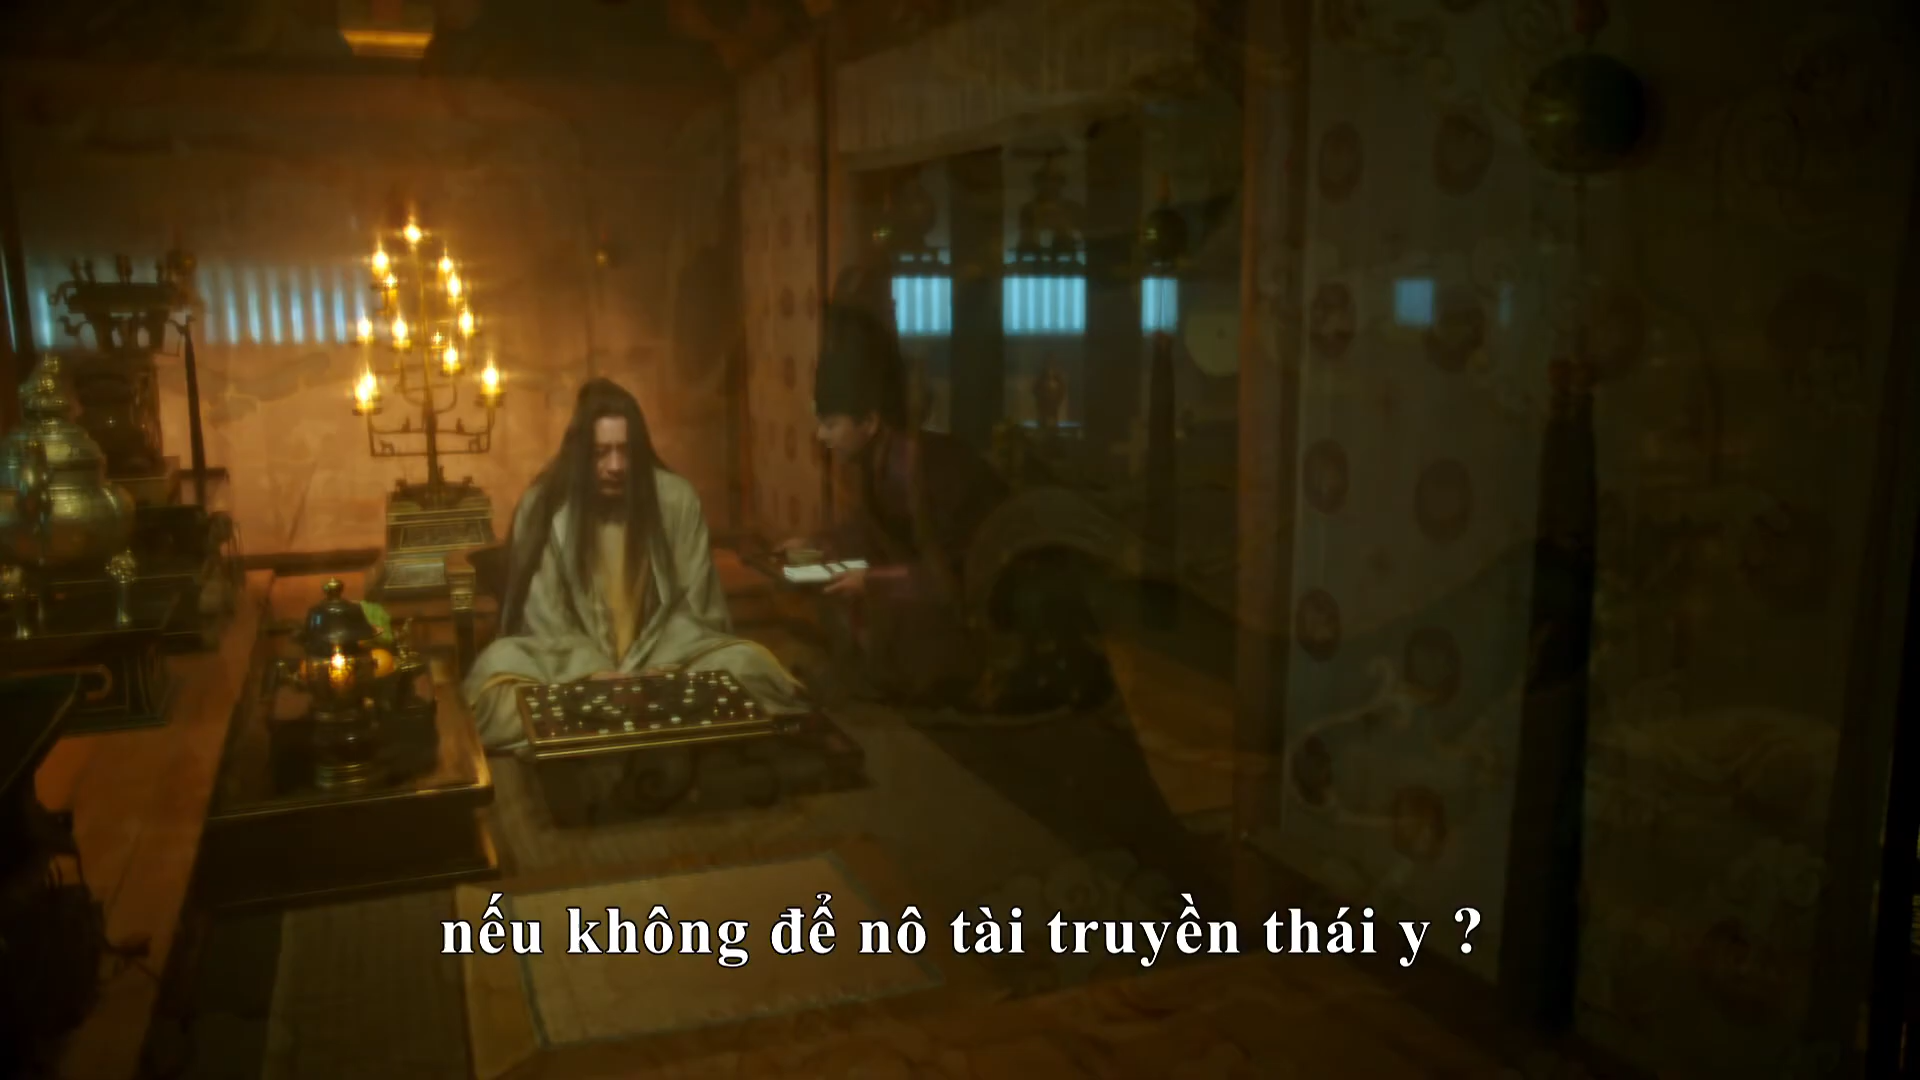 nếu không để nô tài truyền thái y ?